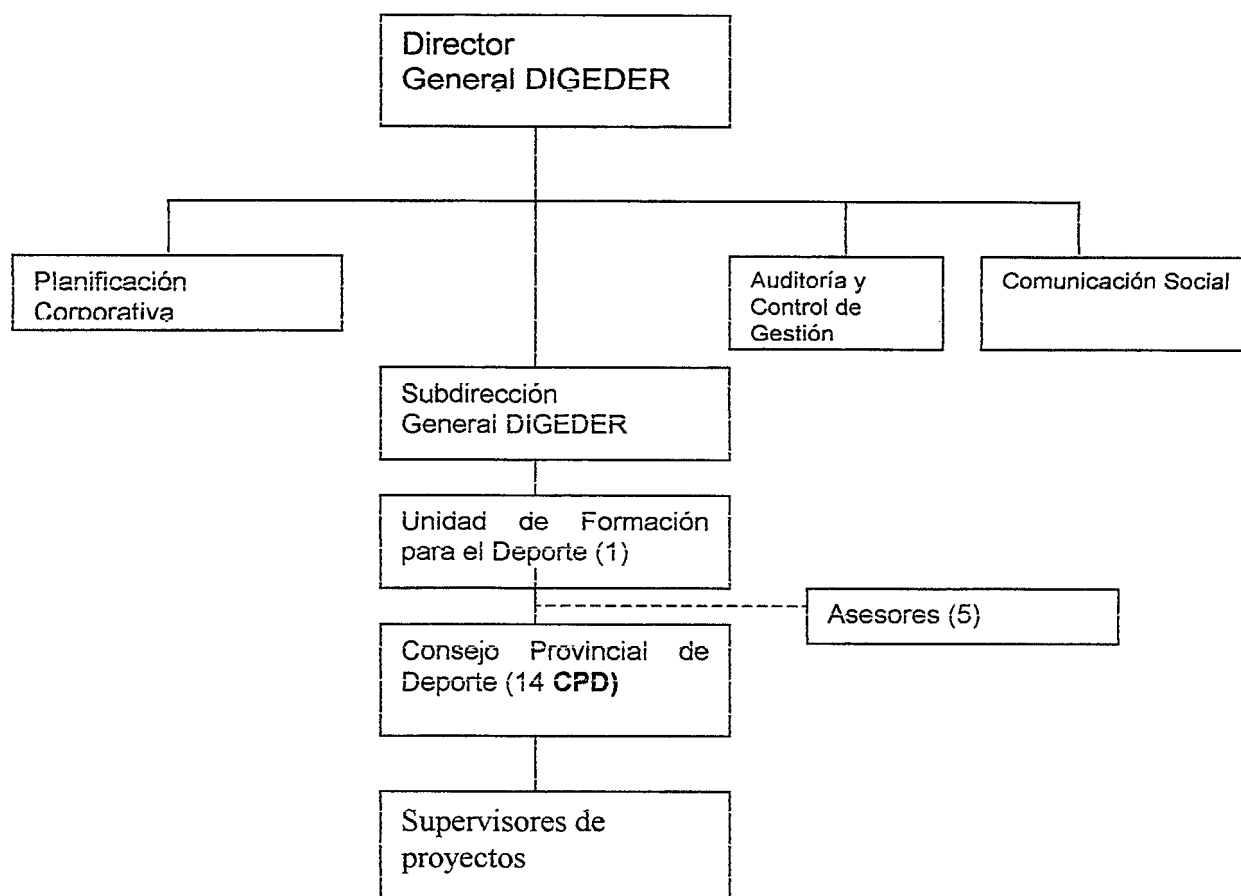 Director
General DIGEDER
Planificación
Corporativa
Auditoría y
Control de
Gestión
Comunicación Social
Subdirección
General DIGEDER
Unidad de Formación
para el Deporte (1)
Asesores (5)
Consejo Provincial de
Deporte (14 CPD)
Supervisores de
proyectos